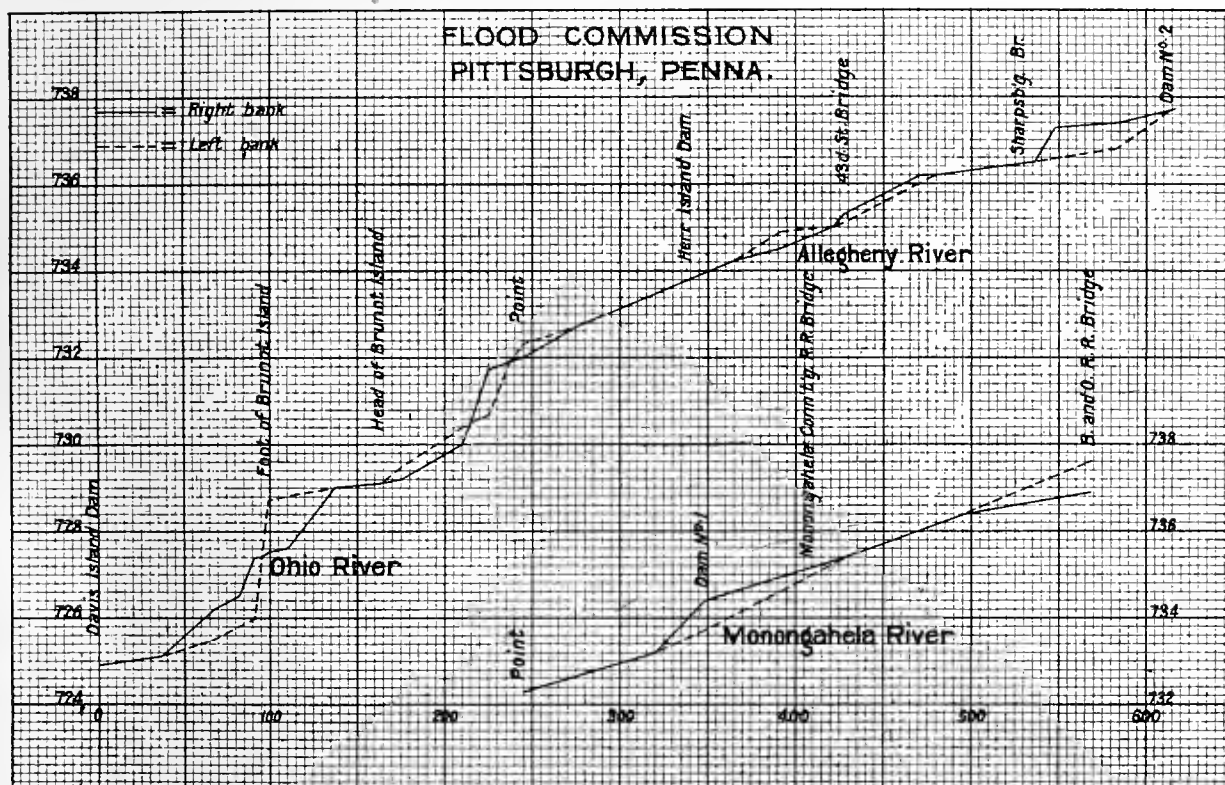 FLOOD COMMISSION
PITTSBURGH, PENNA.
= Right bank
= Left bank
738
736
734
732
730
728
726
724
Davis Island Dam
Foot of Brunot Island
Head of Brunot Island
Point
Herr Island Dam.
43d St. Bridge
Sharpsb'g. Br.
Dam Nº 2
Allegheny River
Ohio River
Monongahela Conn't'g. R.R. Bridge
B. and O. R. R. Bridge
Dam Nº 1
Point
Monongahela River
738
736
734
732
0
100
200
300
400
500
600